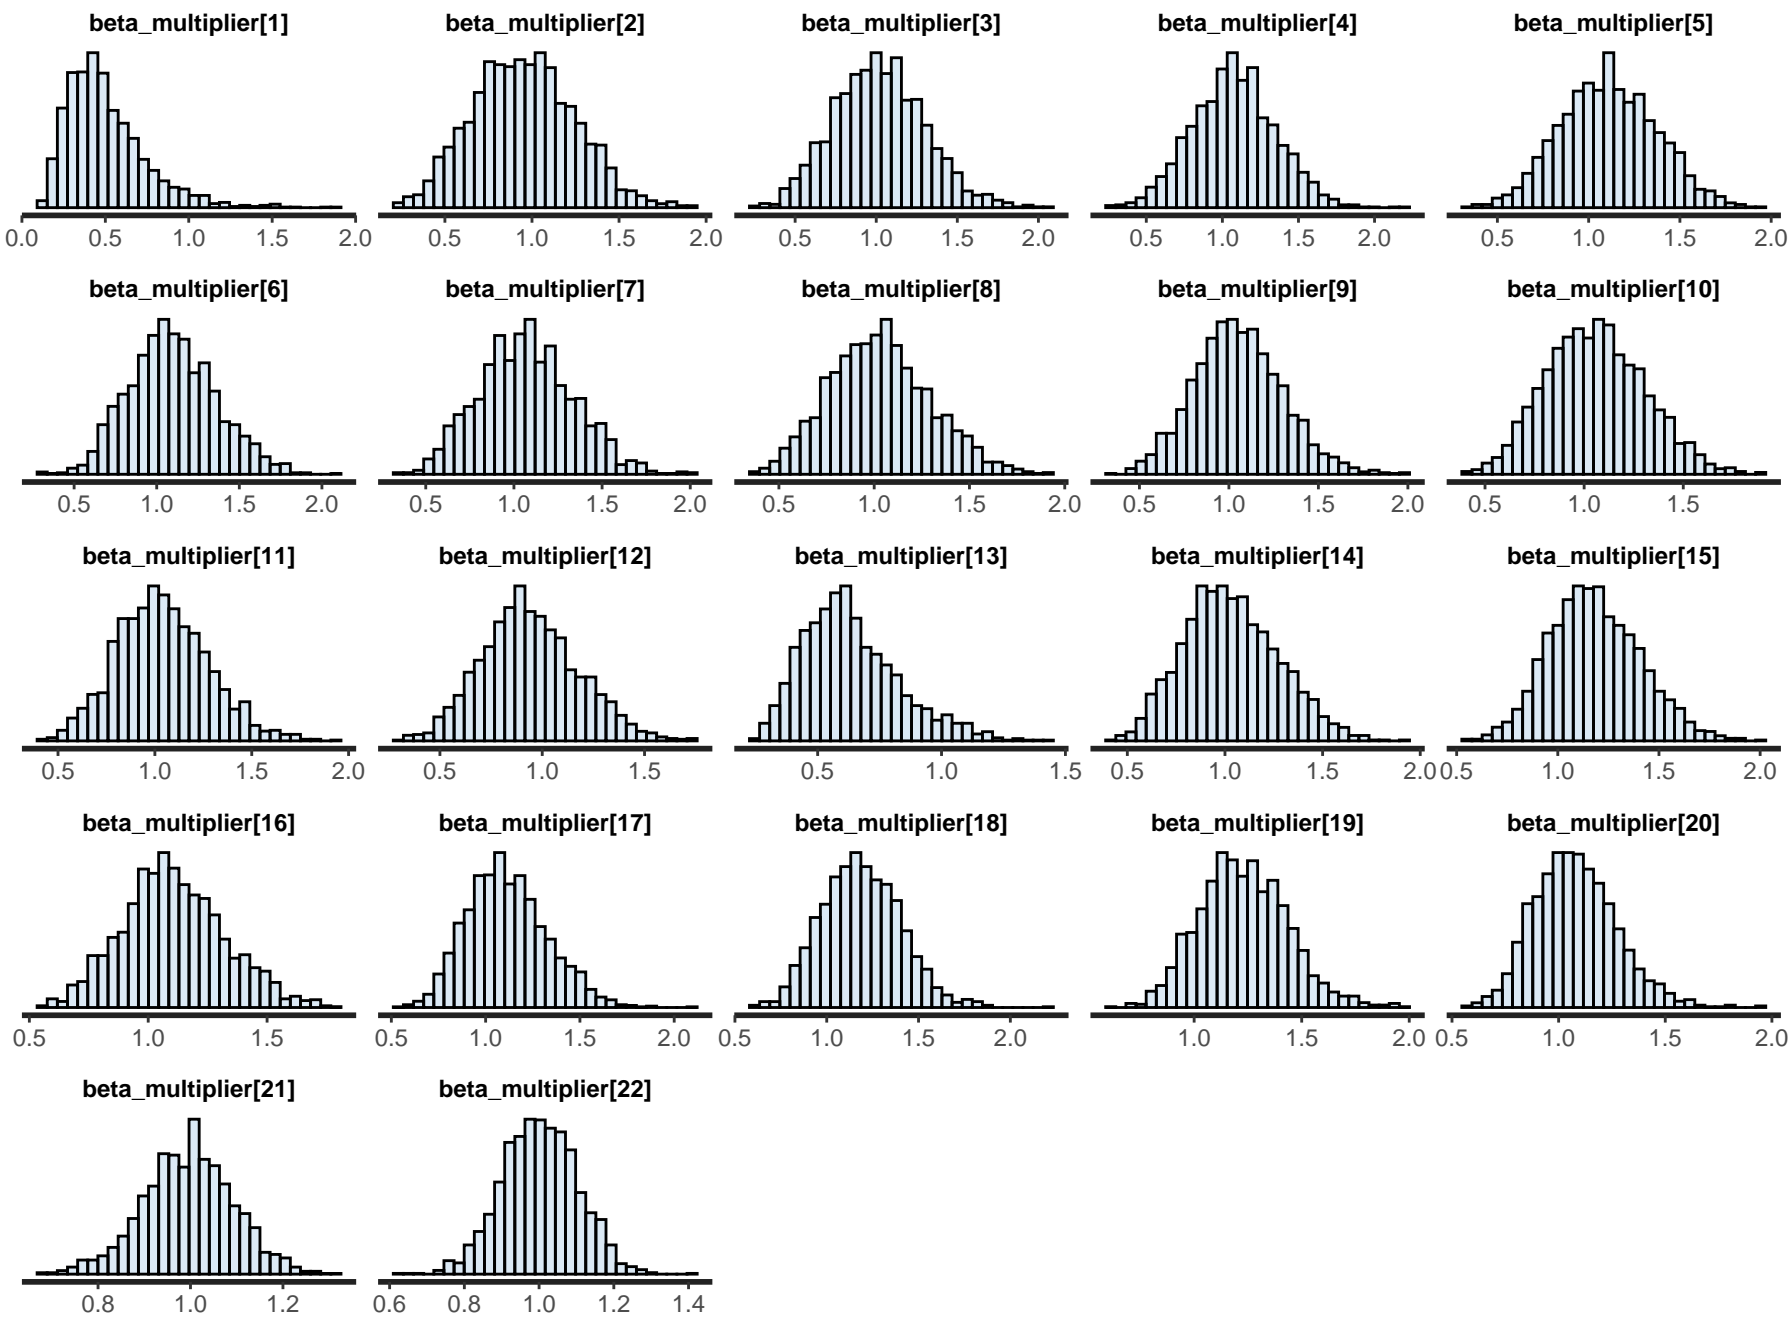 beta_multiplier[1] beta_multiplier[2] beta_multiplier[3] beta_multiplier[4] beta_multiplier[5]
0.0 0.5 1.0 1.5 2.0 0.5 1.0 1.5 2.0 0.5 1.0 1.5 2.0 0.5 1.0 1.5 2.0 0.5 1.0 1.5 2.0
beta_multiplier[6] beta_multiplier[7] beta_multiplier[8] beta_multiplier[9] beta_multiplier[10]
0.5 1.0 1.5 2.0 0.5 1.0 1.5 2.0 0.5 1.0 1.5 2.0 0.5 1.0 1.5 2.0 0.5 1.0 1.5
beta_multiplier[11] beta_multiplier[12] beta_multiplier[13] beta_multiplier[14] beta_multiplier[15]
0.5 1.0 1.5 2.0 0.5 1.0 1.5 0.5 1.0 1.5 0.5 1.0 1.5 2.0 0.5 1.0 1.5 2.0
beta_multiplier[16] beta_multiplier[17] beta_multiplier[18] beta_multiplier[19] beta_multiplier[20]
0.5 1.0 1.5 0.5 1.0 1.5 2.0 0.5 1.0 1.5 2.0 1.0 1.5 2.0 0.5 1.0 1.5 2.0
beta_multiplier[21] beta_multiplier[22]
0.8 1.0 1.2 0.6 0.8 1.0 1.2 1.4